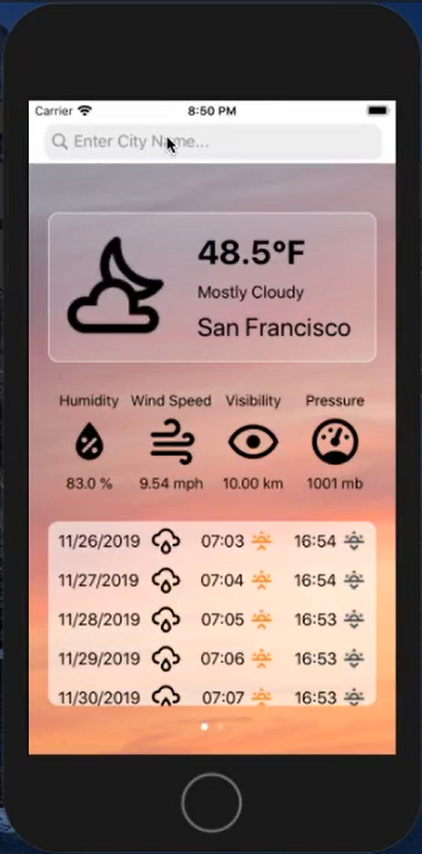 Carrier 8:50 PM
Enter City Name...
48.5°F
Mostly Cloudy
San Francisco
Humidity Wind Speed Visibility Pressure
83.0 % 9.54 mph 10.00 km 1001 mb
11/26/2019 07:03 16:54
11/27/2019 07:04 16:54
11/28/2019 07:05 16:53
11/29/2019 07:06 16:53
11/30/2019 07:07 16:53